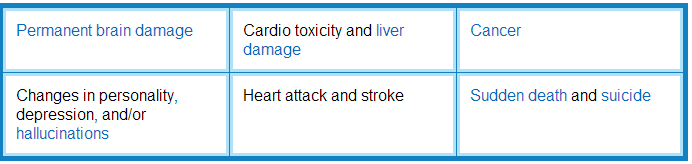 Permanent brain damage
Cardio toxicity and liver
damage
Cancer
Changes in personality,
depression, and/or
hallucinations
Heart attack and stroke
Sudden death and suicide